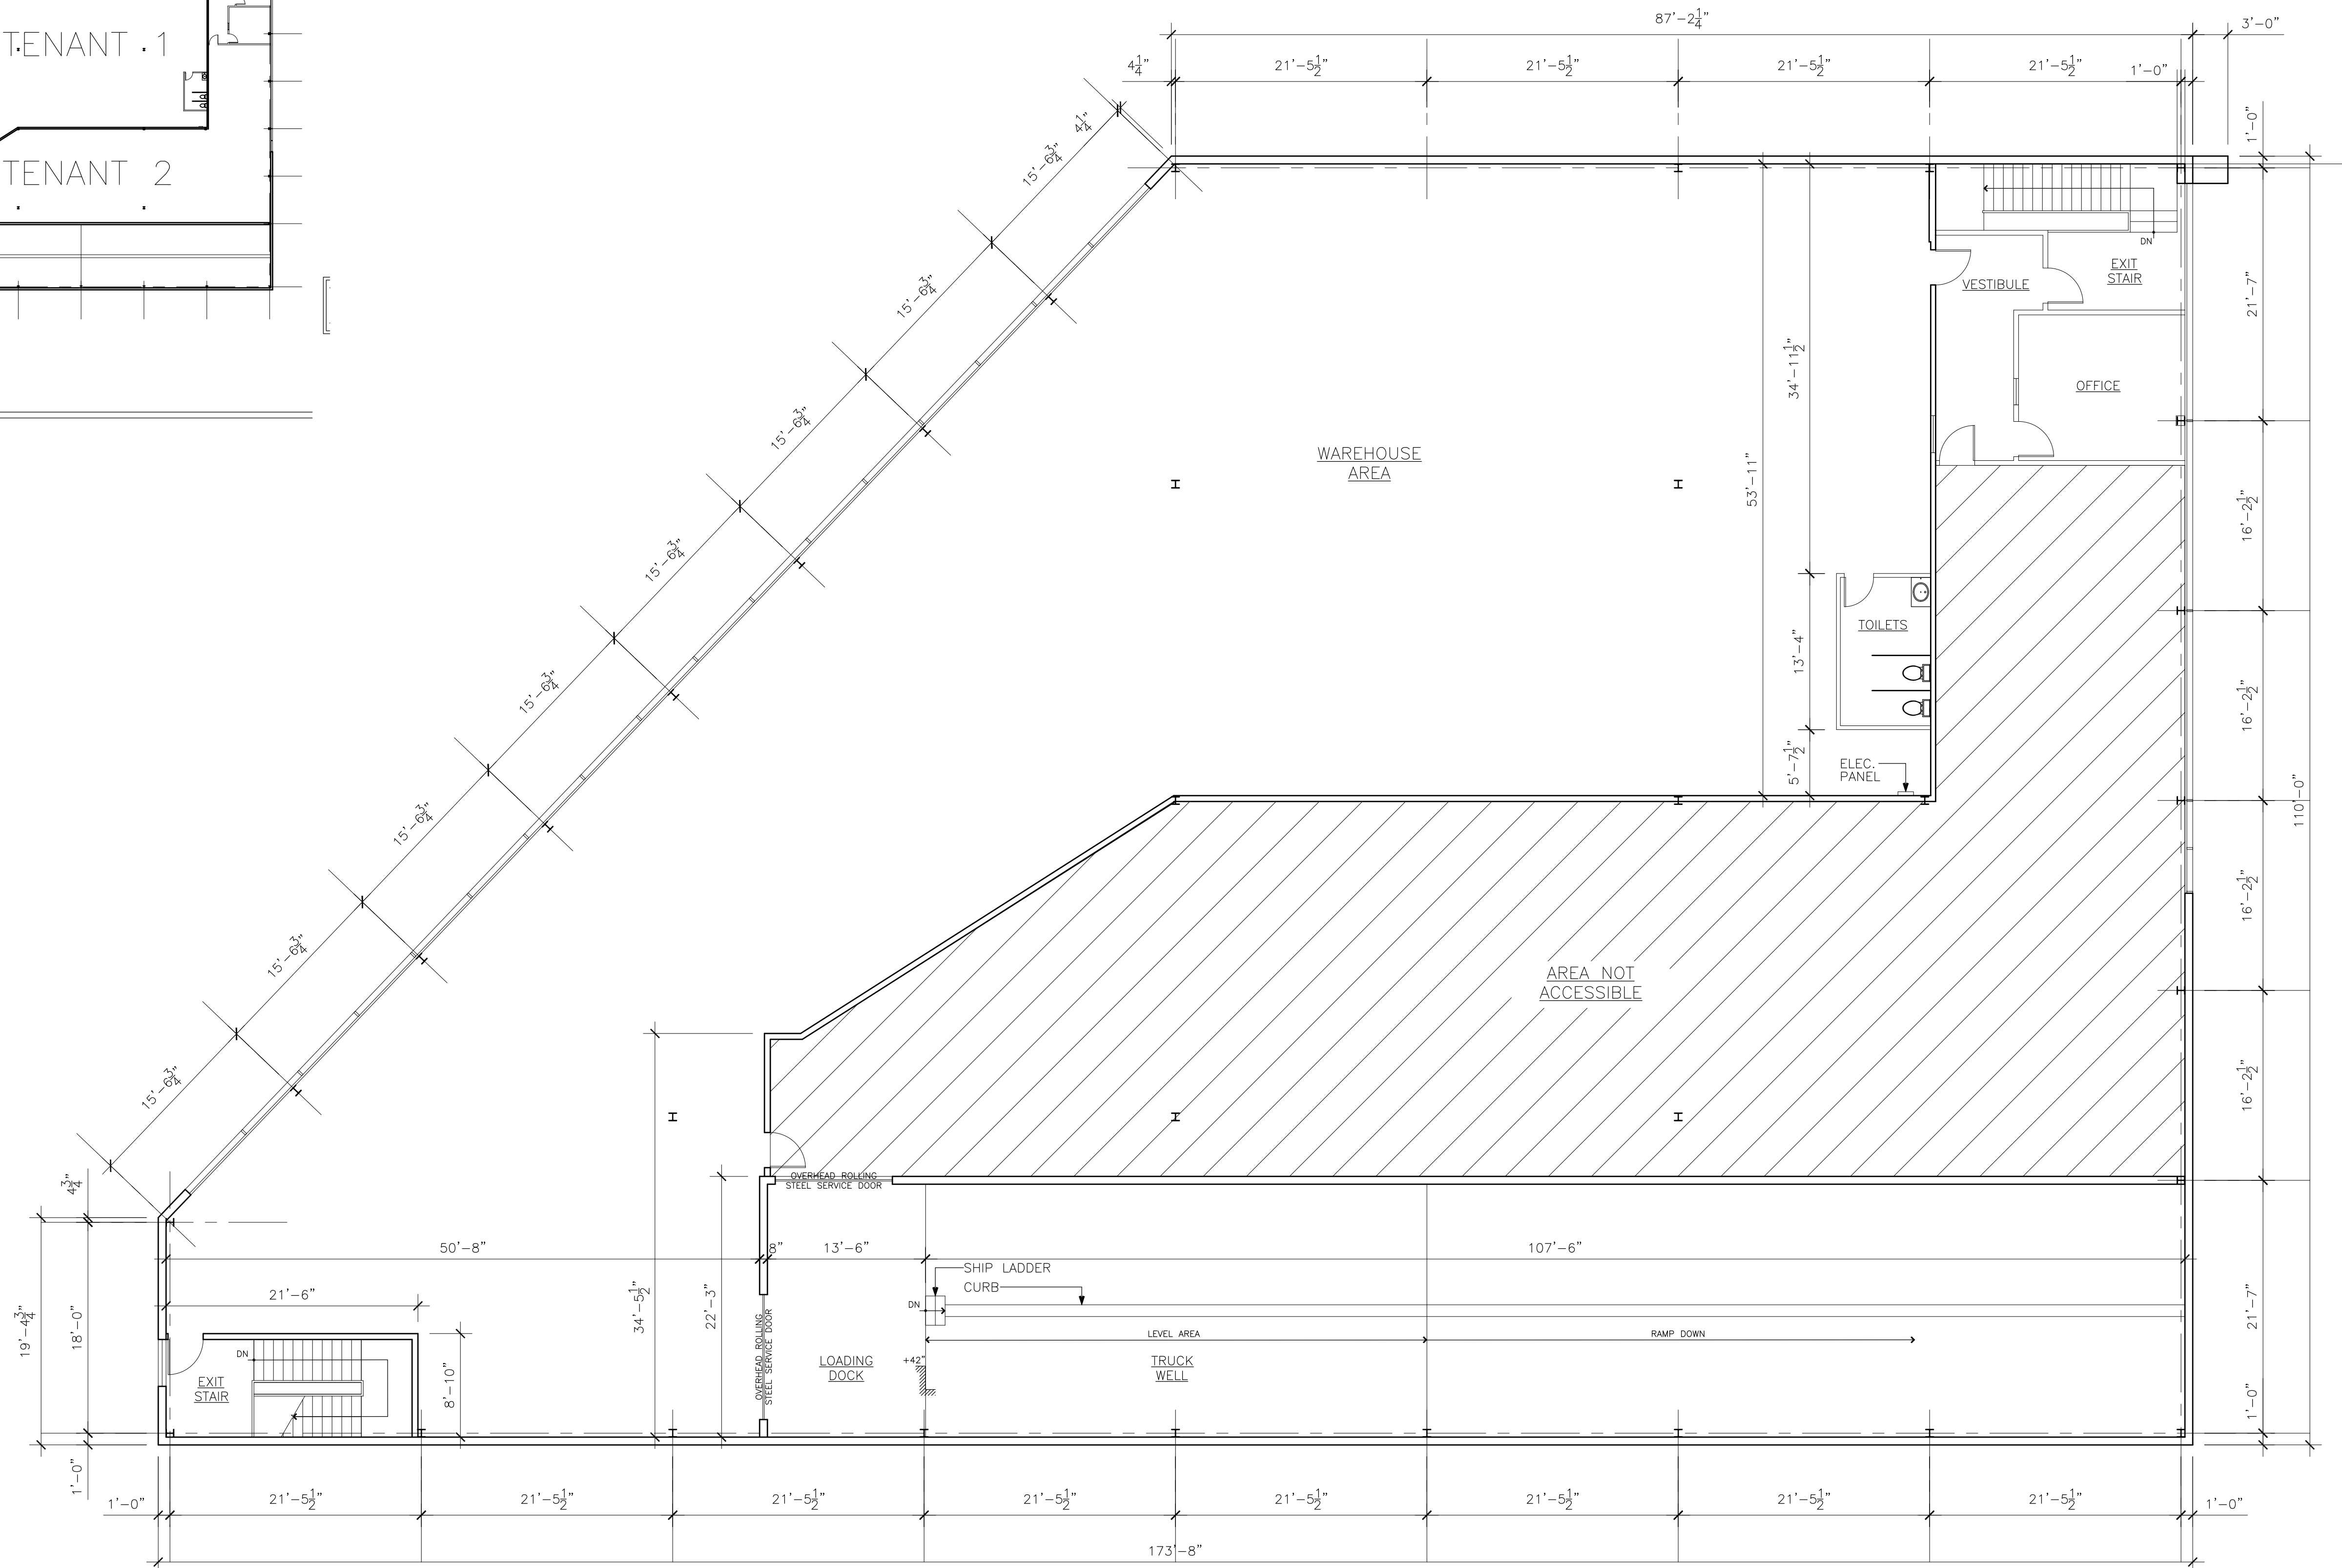 TENANT 1
TENANT 2
87'-2 1/4"
3'-0"
4 1/4"
21'-5 1/2"
21'-5 1/2"
21'-5 1/2"
21'-5 1/2"
1'-0"
4 1/4"
15'-6 3/4"
15'-6 3/4"
15'-6 3/4"
15'-6 3/4"
15'-6 3/4"
15'-6 3/4"
15'-6 3/4"
15'-6 3/4"
4 3/4"
1'-0"
21'-7"
16'-2 1/2"
16'-2 1/2"
16'-2 1/2"
16'-2 1/2"
21'-7"
1'-0"
110'-0"
DN
EXIT
STAIR
VESTIBULE
OFFICE
34'-11 1/2"
53'-11"
13'-4"
5'-7 1/2"
WAREHOUSE
AREA
TOILETS
ELEC.
PANEL
AREA NOT
ACCESSIBLE
OVERHEAD ROLLING
STEEL SERVICE DOOR
50'-8"
8"
13'-6"
107'-6"
SHIP LADDER
CURB
DN
21'-6"
34'-5 1/2"
22'-3"
19'-4 3/4"
18'-0"
1'-0"
8'-10"
DN
EXIT
STAIR
OVERHEAD ROLLING
STEEL SERVICE DOOR
LOADING
DOCK
+42"
LEVEL AREA
RAMP DOWN
TRUCK
WELL
1'-0"
21'-5 1/2"
21'-5 1/2"
21'-5 1/2"
21'-5 1/2"
21'-5 1/2"
21'-5 1/2"
21'-5 1/2"
21'-5 1/2"
1'-0"
173'-8"